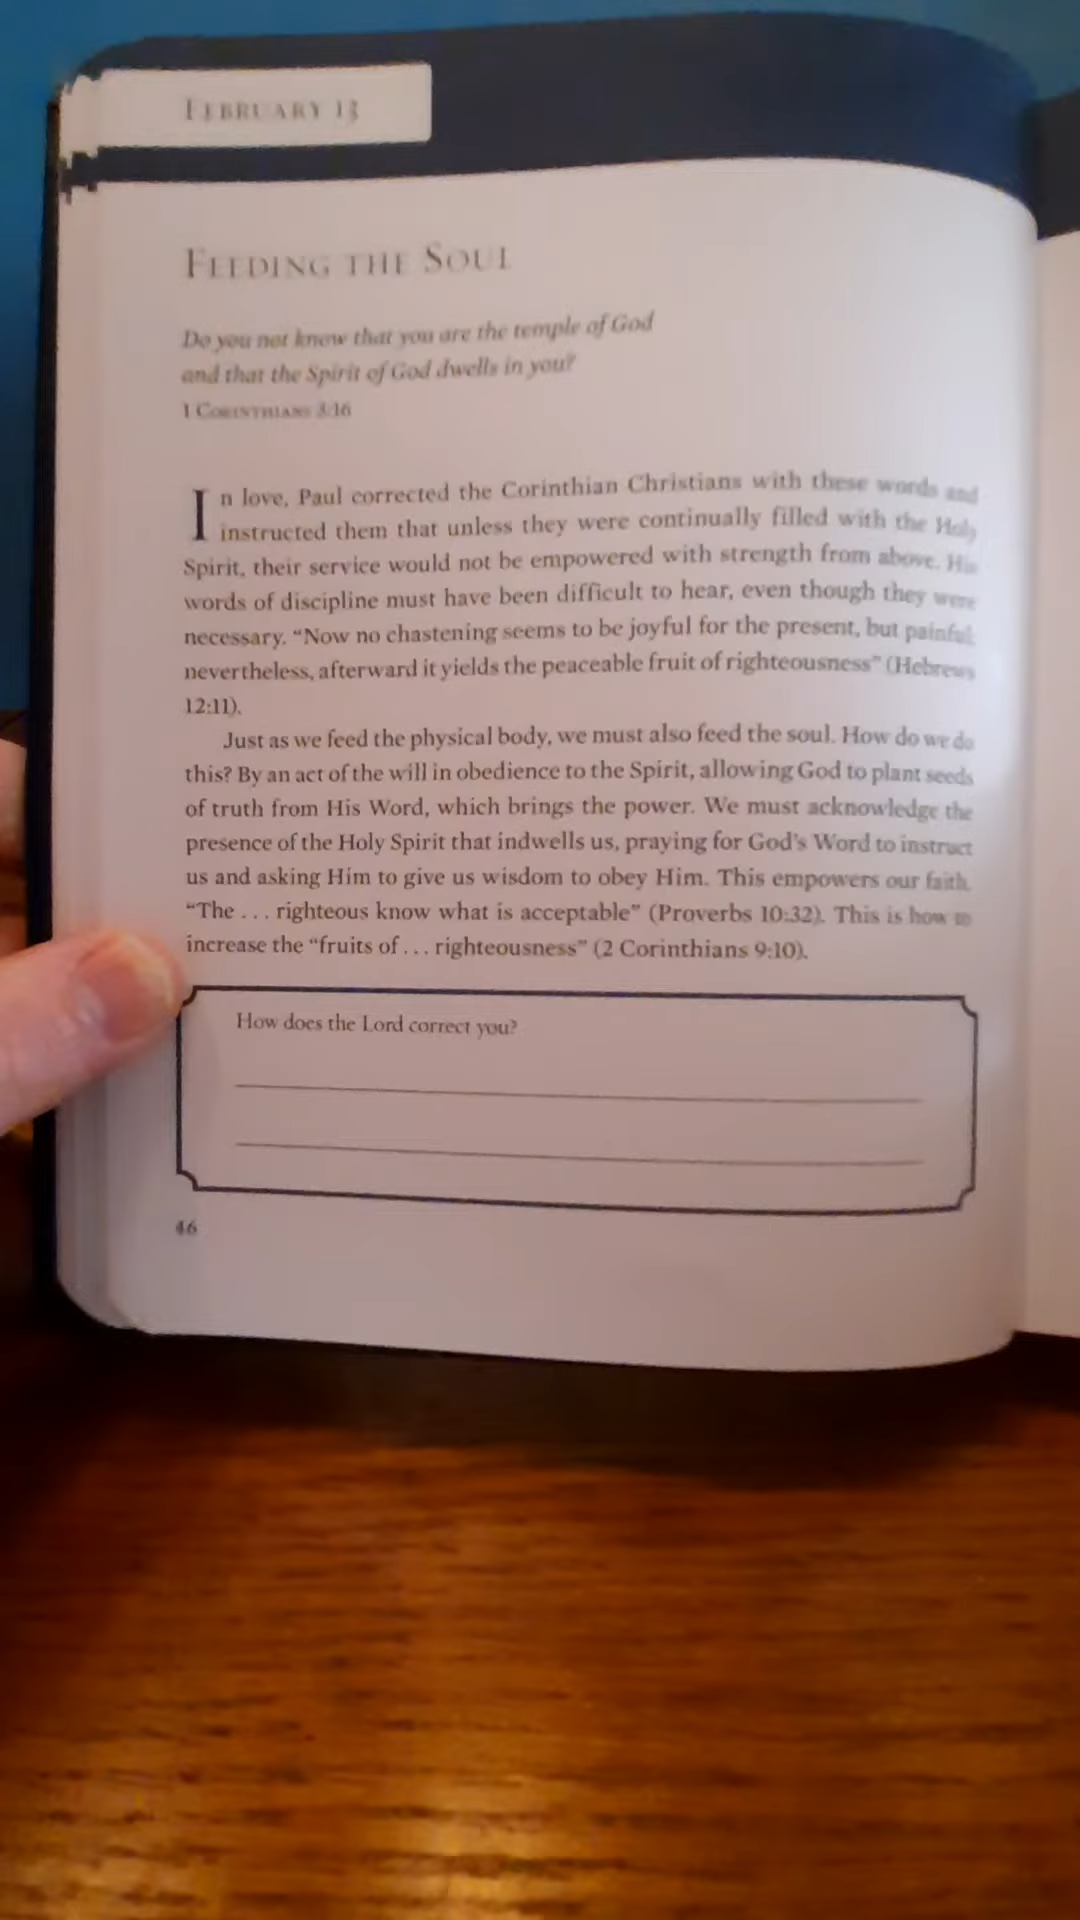 FEBRUARY 13
FEEDING THE SOUL
Do you not know that you are the temple of God
and that the Spirit of God dwells in you?
1 CORINTHIANS 3:16
In love, Paul corrected the Corinthian Christians with these words and
instructed them that unless they were continually filled with the Holy
Spirit, their service would not be empowered with strength from above. His
words of discipline must have been difficult to hear, even though they were
necessary. “Now no chastening seems to be joyful for the present, but painful;
nevertheless, afterward it yields the peaceable fruit of righteousness” (Hebrews
12:11).
Just as we feed the physical body, we must also feed the soul. How do we do
this? By an act of the will in obedience to the Spirit, allowing God to plant seeds
of truth from His Word, which brings the power. We must acknowledge the
presence of the Holy Spirit that indwells us, praying for God’s Word to instruct
us and asking Him to give us wisdom to obey Him. This empowers our faith.
“The . . . righteous know what is acceptable” (Proverbs 10:32). This is how to
increase the “fruits of . . . righteousness” (2 Corinthians 9:10).
How does the Lord correct you?
46